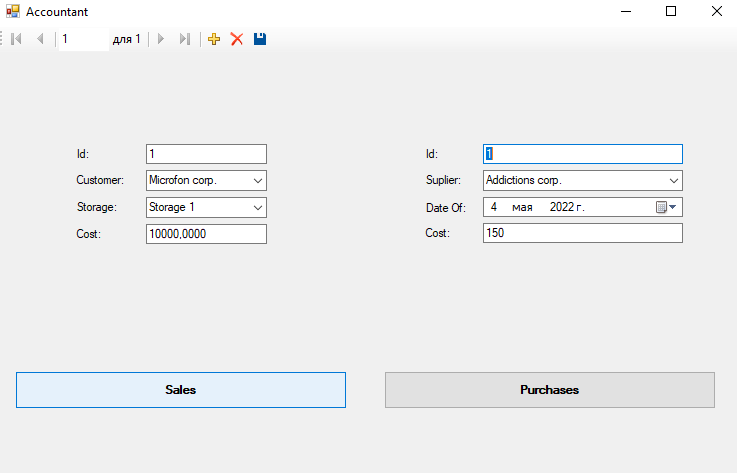 Accountant
1 для 1
Id: 1
Customer: Microfon corp.
Storage: Storage 1
Cost: 10000,0000
Id: 1
Suplier: Addictions corp.
Date Of: 4 мая 2022 г.
Cost: 150
Sales
Purchases